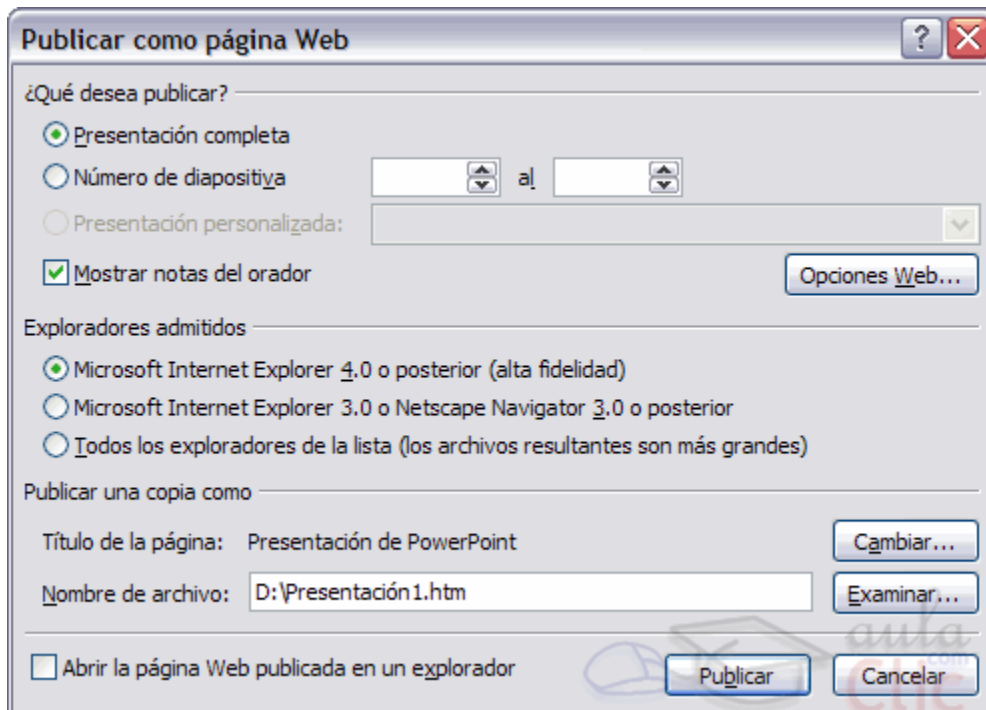 Publicar como página Web
¿Qué desea publicar?
Presentación completa
Número de diapositiva al
Presentación personalizada:
Mostrar notas del orador
Opciones Web...
Exploradores admitidos
Microsoft Internet Explorer 4.0 o posterior (alta fidelidad)
Microsoft Internet Explorer 3.0 o Netscape Navigator 3.0 o posterior
Todos los exploradores de la lista (los archivos resultantes son más grandes)
Publicar una copia como
Título de la página: Presentación de PowerPoint Cambiar...
Nombre de archivo: D:\Presentación1.htm Examinar...
aula
.com
Clic
Abrir la página Web publicada en un explorador Publicar Cancelar